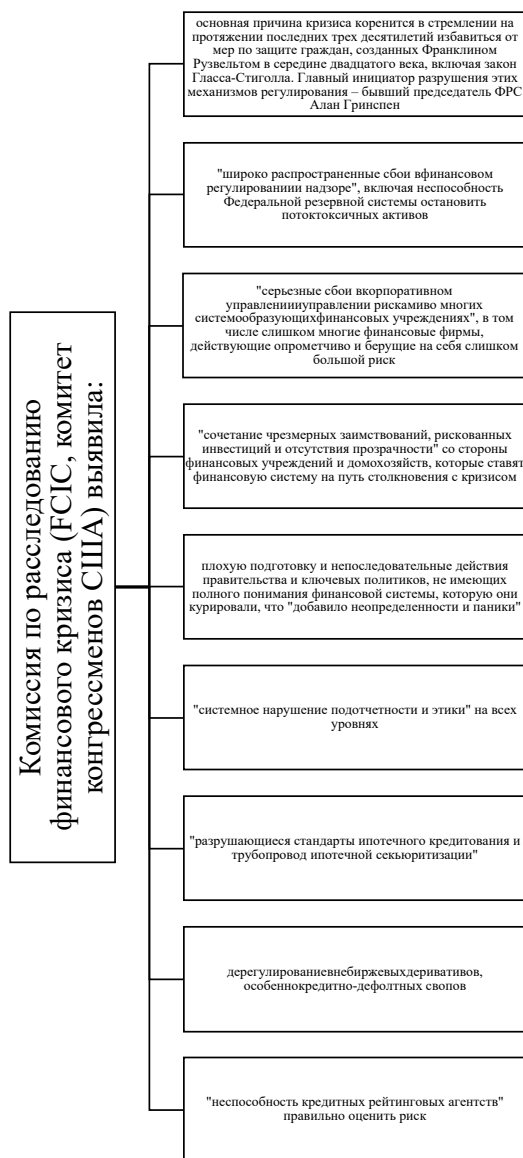 Комиссия по расследованию
финансового кризиса (FCIC, комитет
конгрессменов США) выявила:
основная причина кризиса коренится в стремлении на
протяжении последних трех десятилетий избавиться от
мер по защите граждан, созданных Франклином
Рузвельтом в середине двадцатого века, включая закон
Гласса-Стиголла. Главный инициатор разрушения этих
механизмов регулирования – бывший председатель ФРС
Алан Гринспен
"широко распространенные сбои вфинансовом
регулированиии надзоре", включая неспособность
Федеральной резервной системы остановить
потоктоксичных активов
"серьезные сбои вкорпоративном
управлениииуправлении рискамиво многих
системообразующихфинансовых учреждениях", в том
числе слишком многие финансовые фирмы,
действующие опрометчиво и берущие на себя слишком
большой риск
"сочетание чрезмерных заимствований, рискованных
инвестиций и отсутствия прозрачности" со стороны
финансовых учреждений и домохозяйств, которые ставят
финансовую систему на путь столкновения с кризисом
плохую подготовку и непоследовательные действия
правительства и ключевых политиков, не имеющих
полного понимания финансовой системы, которую они
курировали, что "добавило неопределенности и паники"
"системное нарушение подотчетности и этики" на всех
уровнях
"разрушающиеся стандарты ипотечного кредитования и
трубопровод ипотечной секьюритизации"
дерегулированиевнебиржевыхдеривативов,
особеннокредитно-дефолтных свопов
"неспособность кредитных рейтинговых агентств"
правильно оценить риск